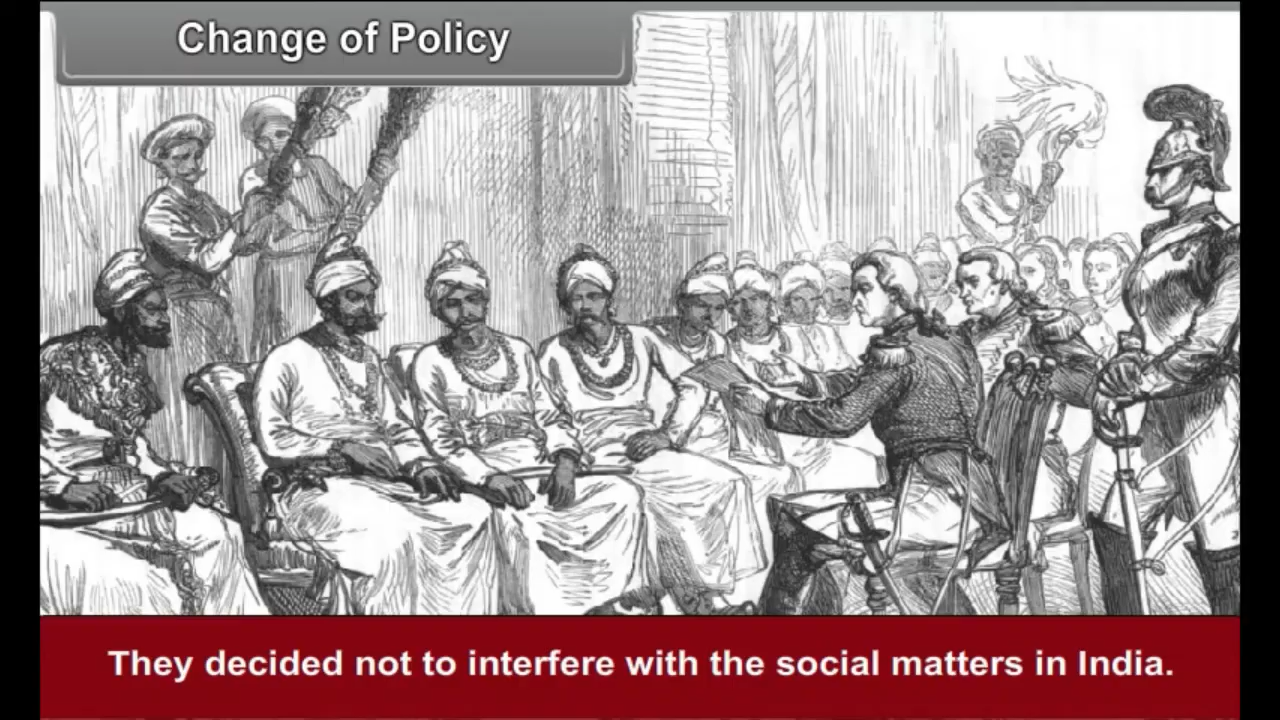 Change of Policy
They decided not to interfere with the social matters in India.